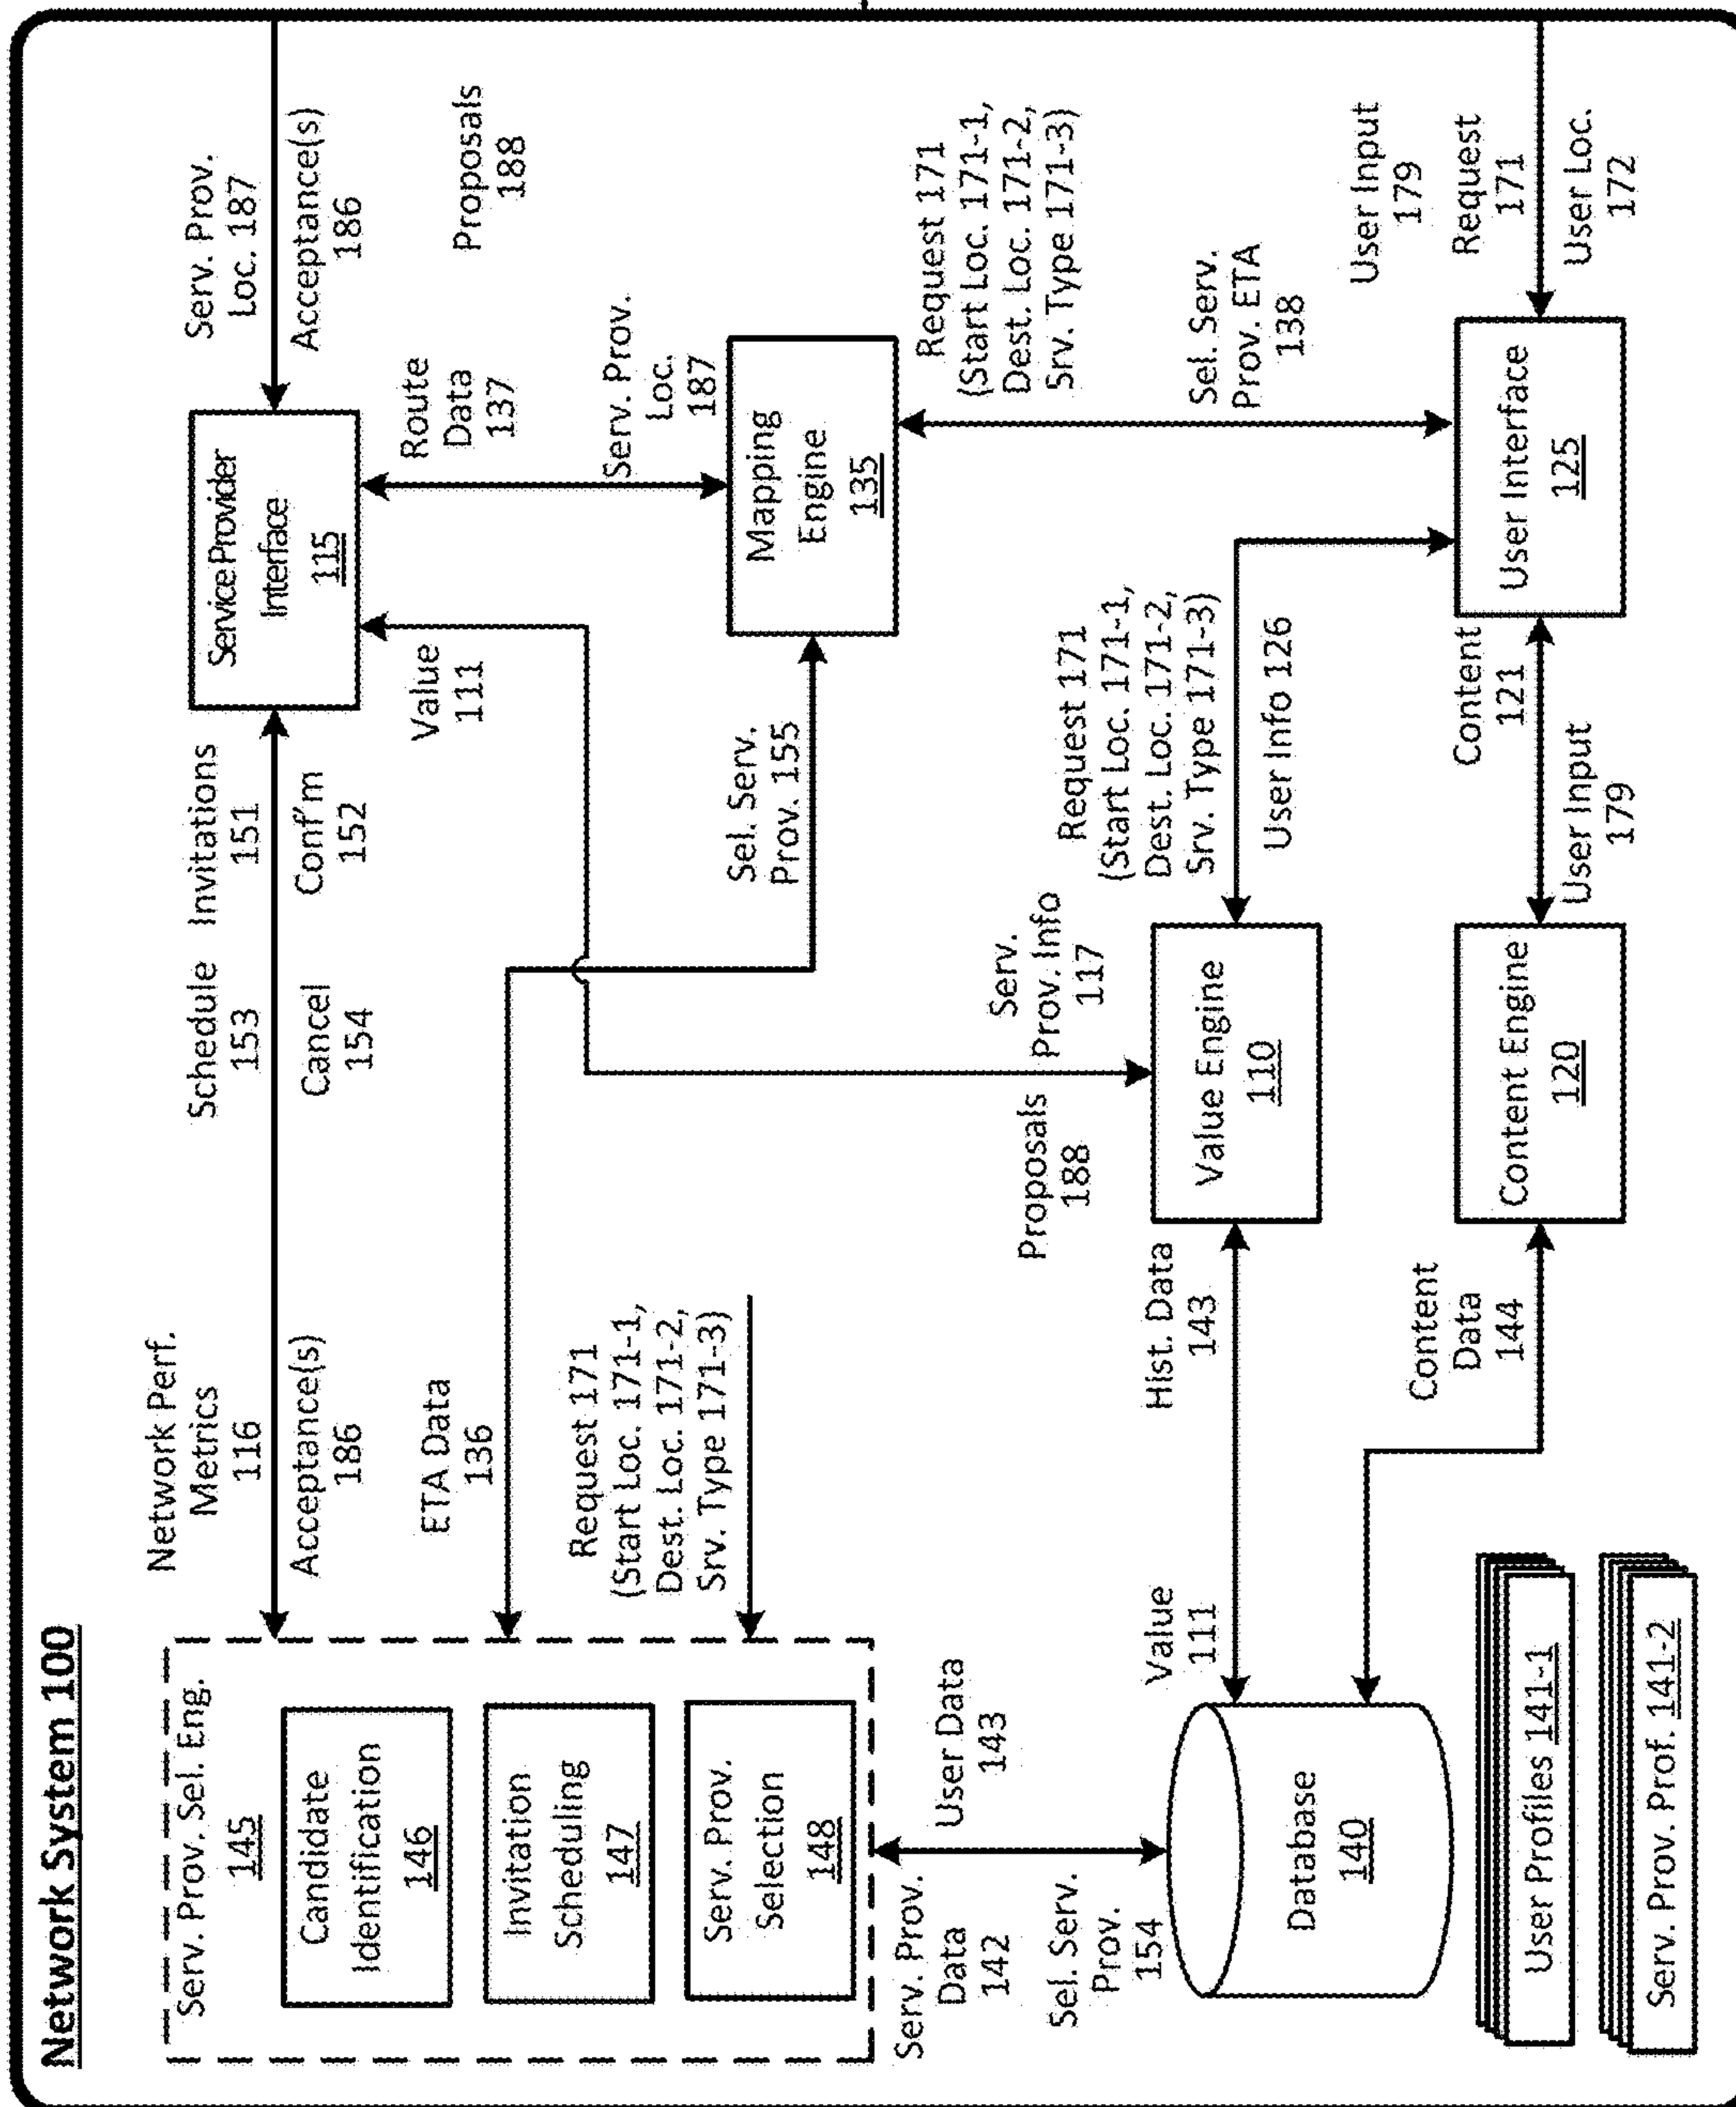 Network System 100
Serv. Prov. Sel. Eng.
145
Candidate
Identification
146
Invitation
Scheduling
147
Serv. Prov.
Selection
148
Network Perf.
Metrics
116
Acceptance(s)
186
Schedule
153
Invitations
151
Cancel
154
Conf'm
152
Service Provider
Interface
115
Serv. Prov.
Loc. 187
Acceptance(s)
186
Proposals
188
ETA Data
136
Request 171
(Start Loc. 171-1,
Dest. Loc. 171-2,
Srv. Type 171-3)
Value
111
Route
Data
137
Serv. Prov.
Loc.
187
Sel. Serv.
Prov. 155
Mapping
Engine
135
Request 171
(Start Loc. 171-1,
Dest. Loc. 171-2,
Srv. Type 171-3)
Sel. Serv.
Prov. ETA
138
Serv. Prov.
Data
142
Sel. Serv.
Prov.
154
User Data
143
Proposals
188
Serv.
Prov. Info
117
Request 171
(Start Loc. 171-1,
Dest. Loc. 171-2,
Srv. Type 171-3)
User Info 126
Database
140
Value
111
Hist. Data
143
Value Engine
110
Content
Data
144
Content Engine
120
Content
121
User Input
179
User Interface
125
User Input
179
Request
171
User Loc.
172
User Profiles 141-1
Serv. Prov. Prof. 141-2